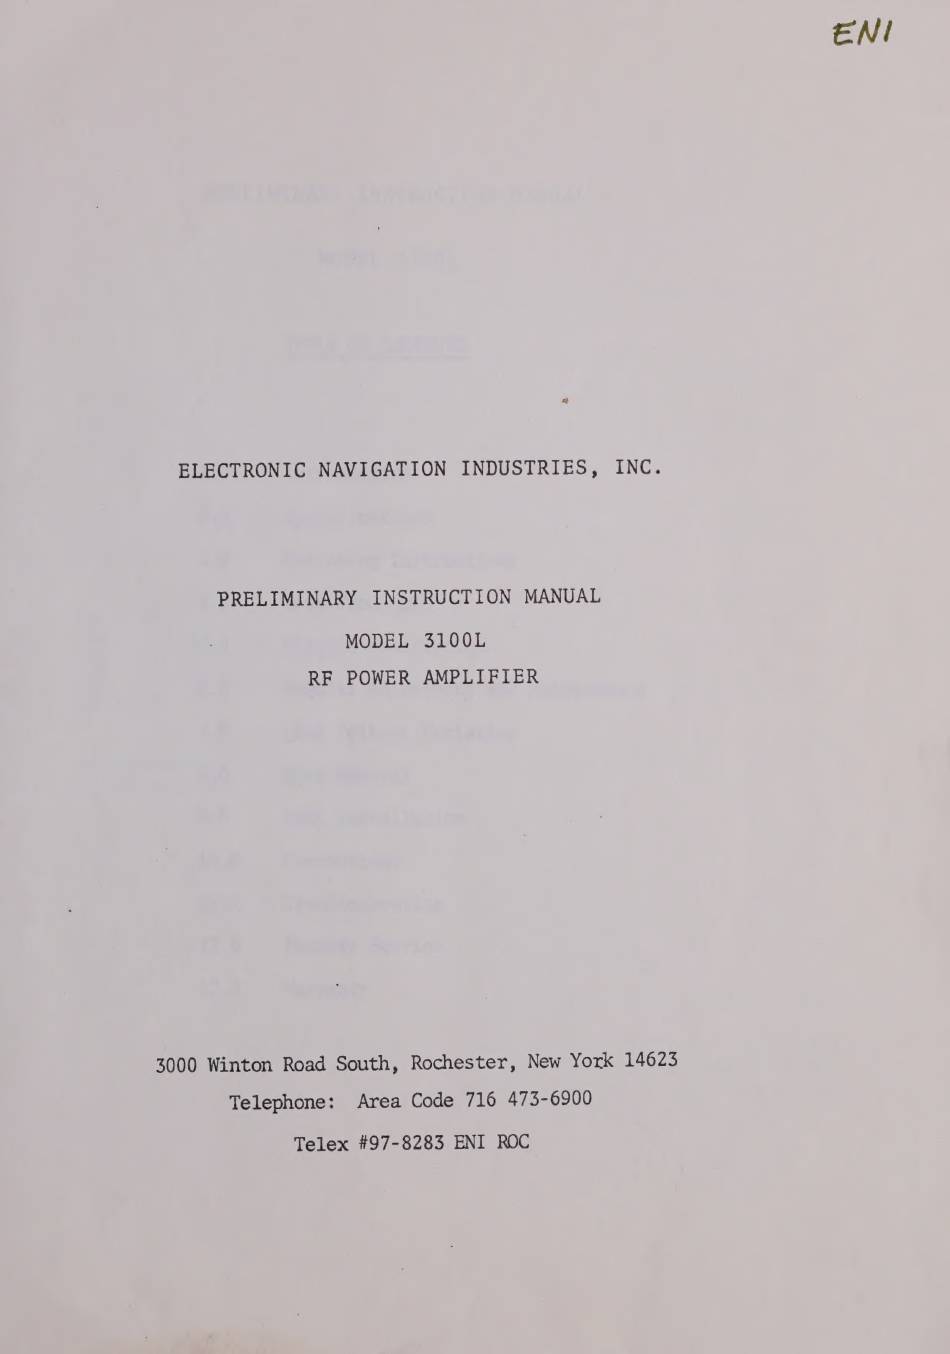 ENI
ELECTRONIC NAVIGATION INDUSTRIES, INC.
PRELIMINARY INSTRUCTION MANUAL
MODEL 3100L
RF POWER AMPLIFIER
3000 Winton Road South, Rochester, New York 14623
Telephone: Area Code 716 473-6900
Telex #97-8283 ENI ROC